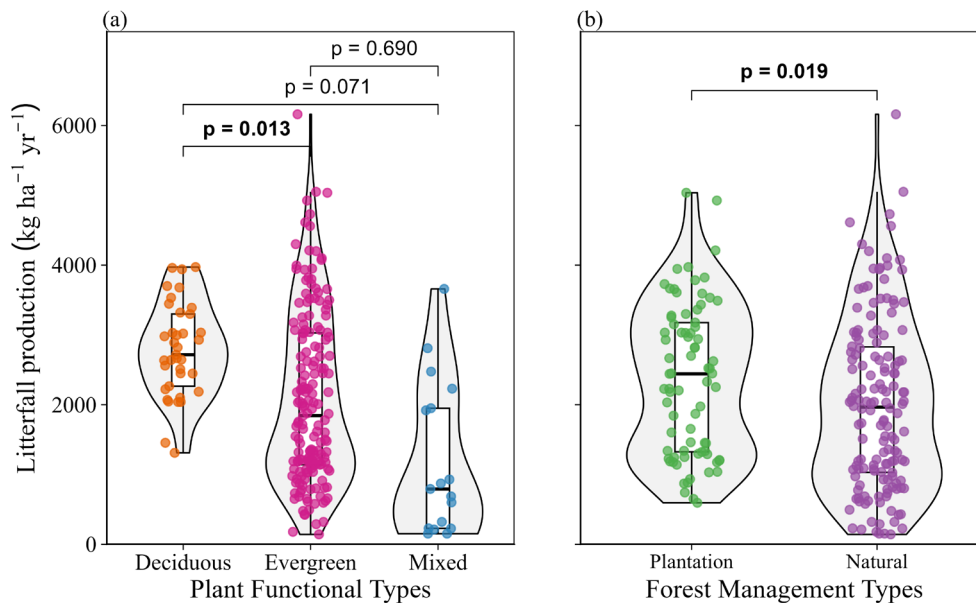 (a)
(b)
p = 0.690
p = 0.071
p = 0.013
p = 0.019
Litterfall production (kg ha⁻¹ yr⁻¹)
6000
4000
2000
0
Deciduous Evergreen Mixed
Plant Functional Types
Plantation Natural
Forest Management Types